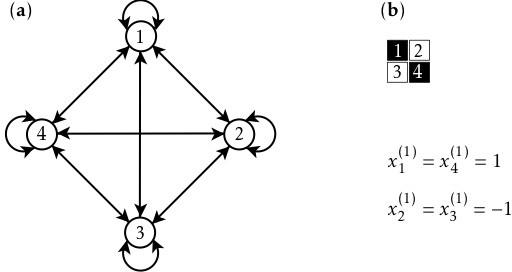 (a)
1
4
2
3
(b)
1 2
3 4
x_1^{(1)} = x_4^{(1)} = 1
x_2^{(1)} = x_3^{(1)} = −1